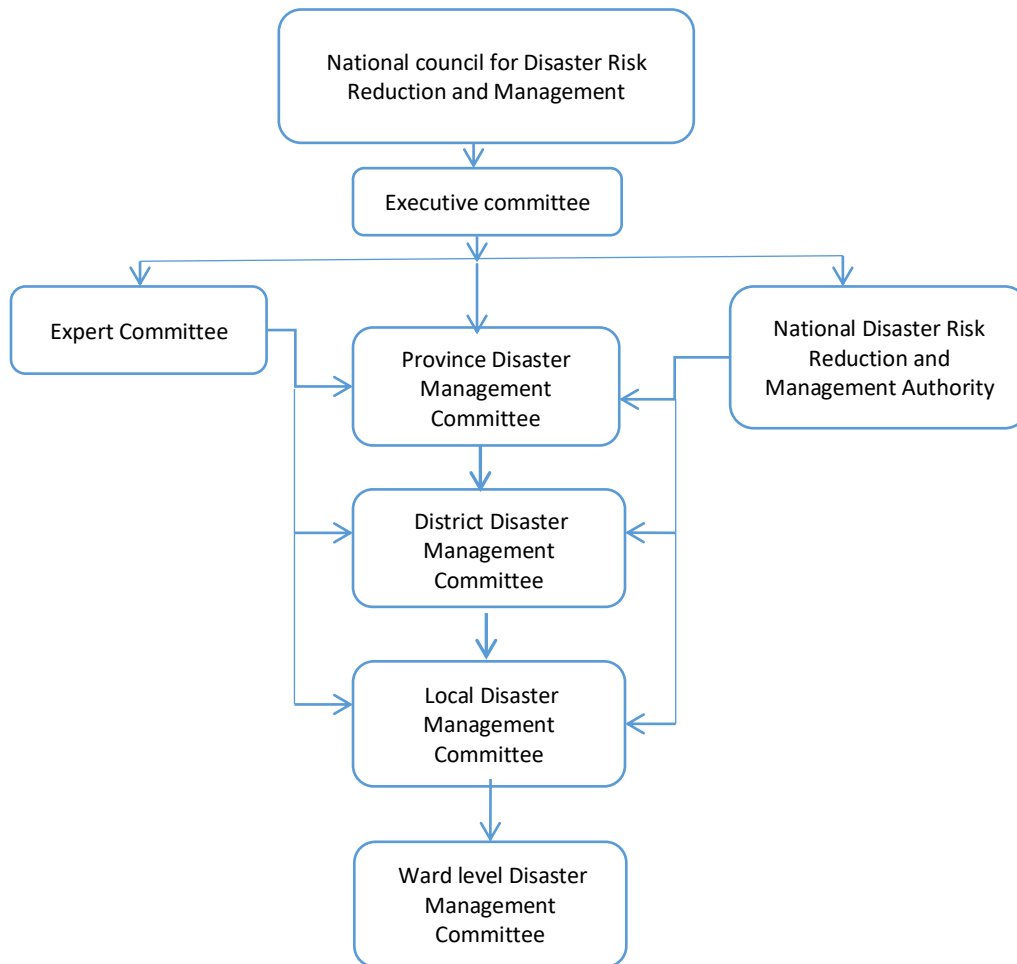 National council for Disaster Risk
Reduction and Management
Executive committee
Expert Committee
National Disaster Risk
Reduction and
Management Authority
Province Disaster
Management
Committee
District Disaster
Management
Committee
Local Disaster
Management
Committee
Ward level Disaster
Management
Committee